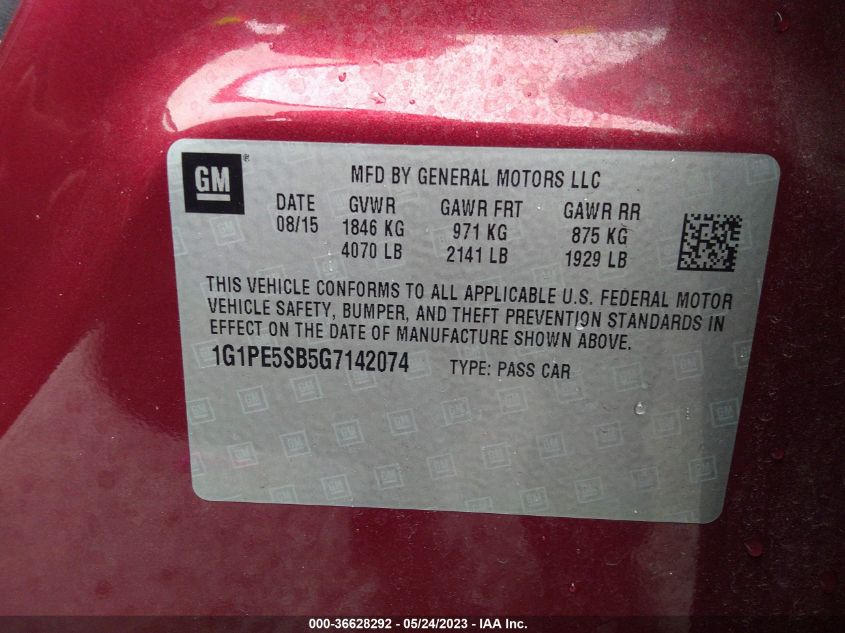 GM ®
MFD BY GENERAL MOTORS LLC
DATE GVWR GAWR FRT GAWR RR
08/15 1846 KG 971 KG 875 KG
4070 LB 2141 LB 1929 LB
THIS VEHICLE CONFORMS TO ALL APPLICABLE U.S. FEDERAL MOTOR
VEHICLE SAFETY, BUMPER, AND THEFT PREVENTION STANDARDS IN
EFFECT ON THE DATE OF MANUFACTURE SHOWN ABOVE.
1G1PE5SB5G7142074 TYPE: PASS CAR
000-36628292 - 05/24/2023 - IAA Inc.